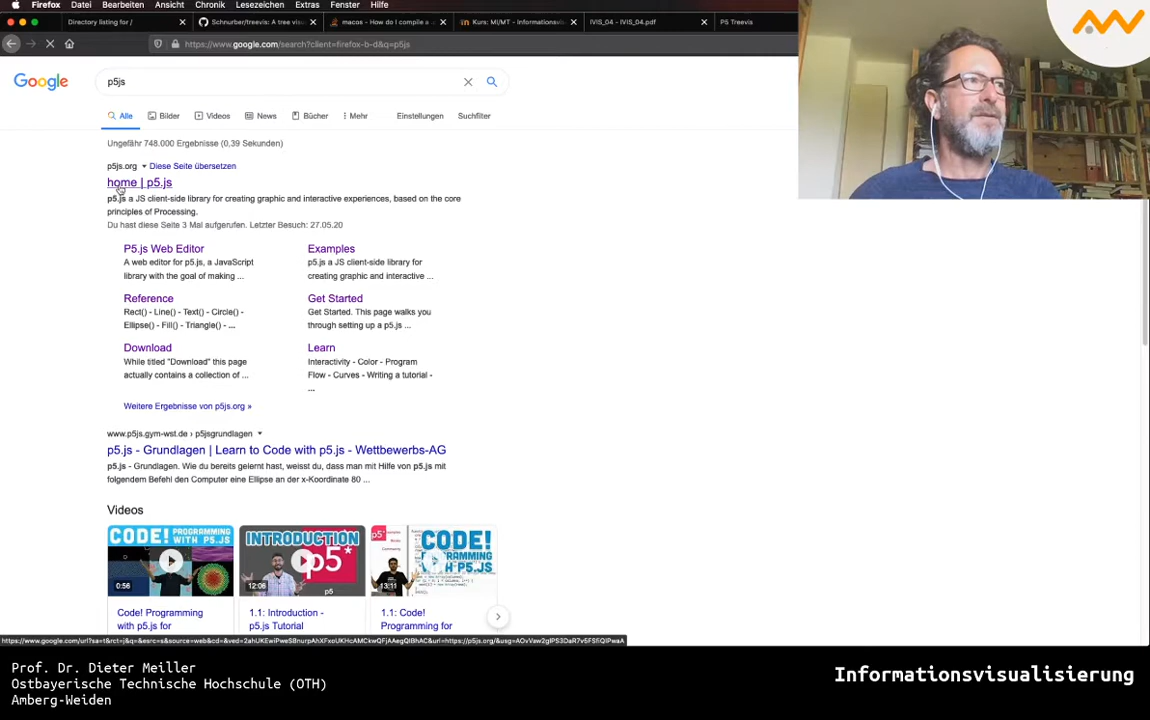 Firefox Datei Bearbeiten Ansicht Chronik Lesezeichen Extras Fenster Hilfe
Directory listing for /
Schnurber/treevis: A tree visu
macos - How do I compile a
Kurs: MI/MT - Informationsvis
IVIS_04 - IVIS_04.pdf
P5 Treevis
https://www.google.com/search?client=firefox-b-d&q=p5js
Google
p5js
Alle Bilder Videos News Bücher Mehr Einstellungen Suchfilter
Ungefähr 748.000 Ergebnisse (0,39 Sekunden)
p5js.org Diese Seite übersetzen
home | p5.js
p5.js a JS client-side library for creating graphic and interactive experiences, based on the core
principles of Processing.
Du hast diese Seite 3 Mal aufgerufen. Letzter Besuch: 27.05.20
P5.js Web Editor
A web editor for p5.js, a JavaScript
library with the goal of making ...
Examples
p5.js a JS client-side library for
creating graphic and interactive ...
Reference
Rect() - Line() - Text() - Circle() -
Ellipse() - Fill() - Triangle() - ...
Get Started
Get Started. This page walks you
through setting up a p5.js ...
Download
While titled "Download" this page
actually contains a collection of ...
Learn
Interactivity - Color - Program
Flow - Curves - Writing a tutorial -
...
Weitere Ergebnisse von p5js.org »
www.p5js.gym-wst.de › p5jsgrundlagen
p5.js - Grundlagen | Learn to Code with p5.js - Wettbewerbs-AG
p5.js - Grundlagen. Wie du bereits gelernt hast, weisst du, dass man mit Hilfe von p5.js mit
folgendem Befehl den Computer eine Ellipse an der x-Koordinate 80 ...
Videos
CODE! PROGRAMMING
WITH P5.JS
0:56
INTRODUCTION
p5*
p5
12:06
CODE!
PROGRAMMING
WITH P5.JS
13:11
Code! Programming
with p5.js for
1.1: Introduction -
p5.js Tutorial
1.1: Code!
Programming for
Prof. Dr. Dieter Meiller
Ostbayerische Technische Hochschule (OTH)
Amberg-Weiden
Informationsvisualisierung